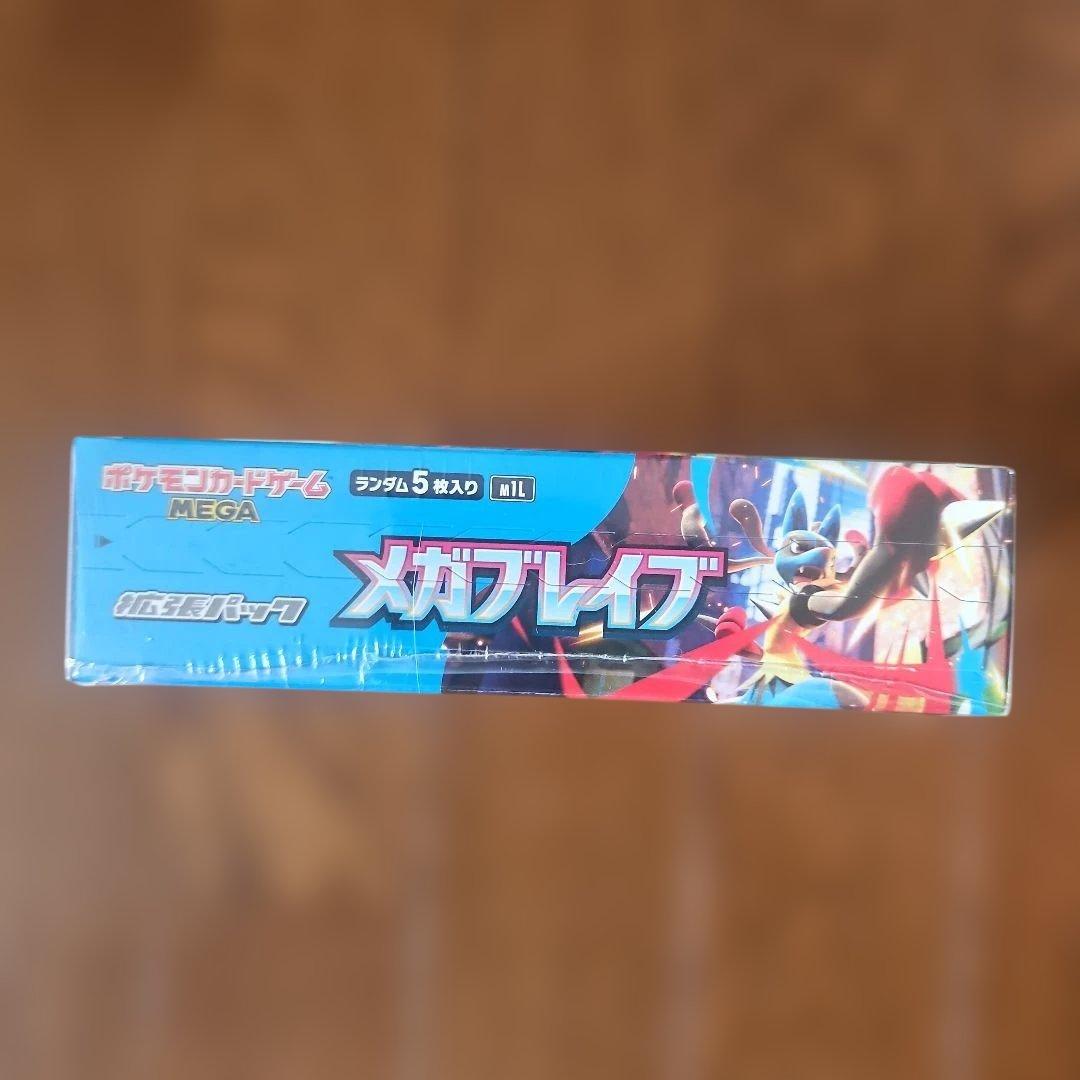 ポケモンカードゲーム
MEGA
ランダム5枚入り
M1L
拡張パック
メガブレイブ